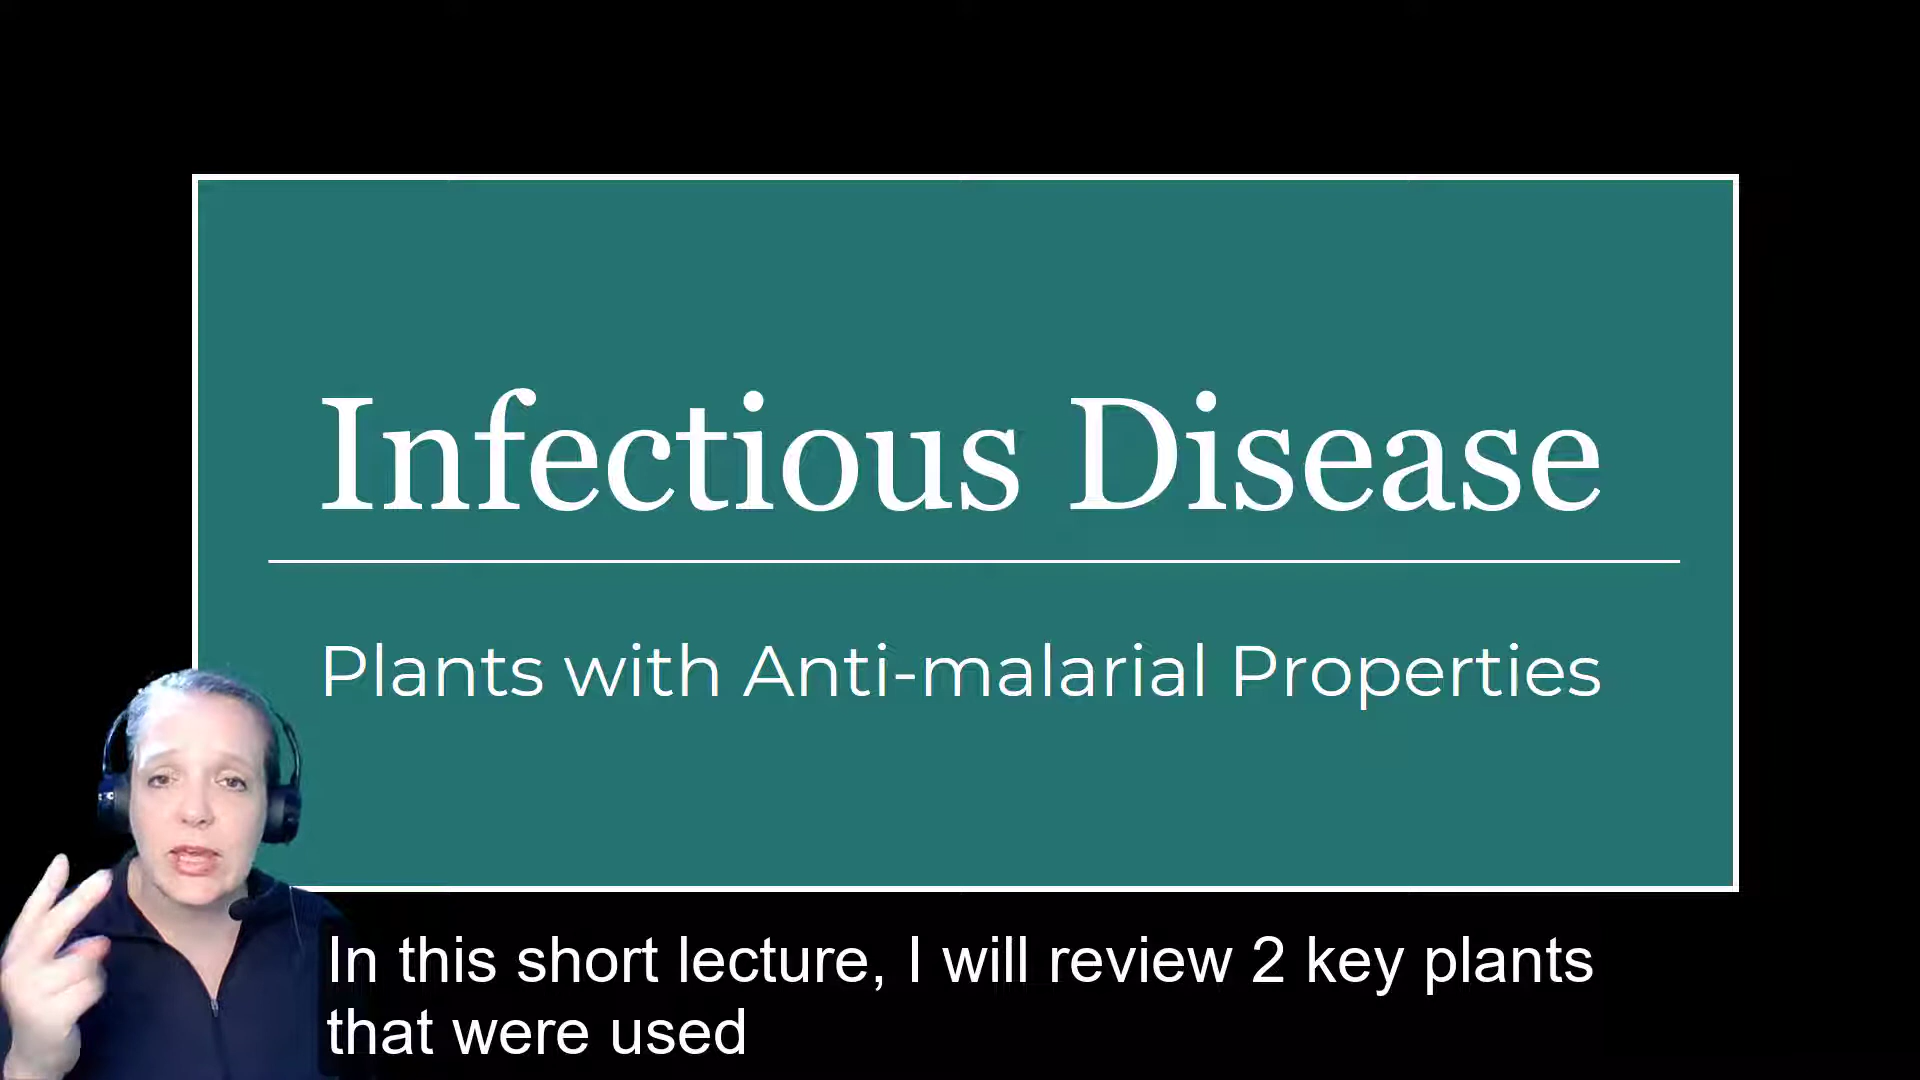 Infectious Disease
Plants with Anti-malarial Properties
In this short lecture, I will review 2 key plants
that were used